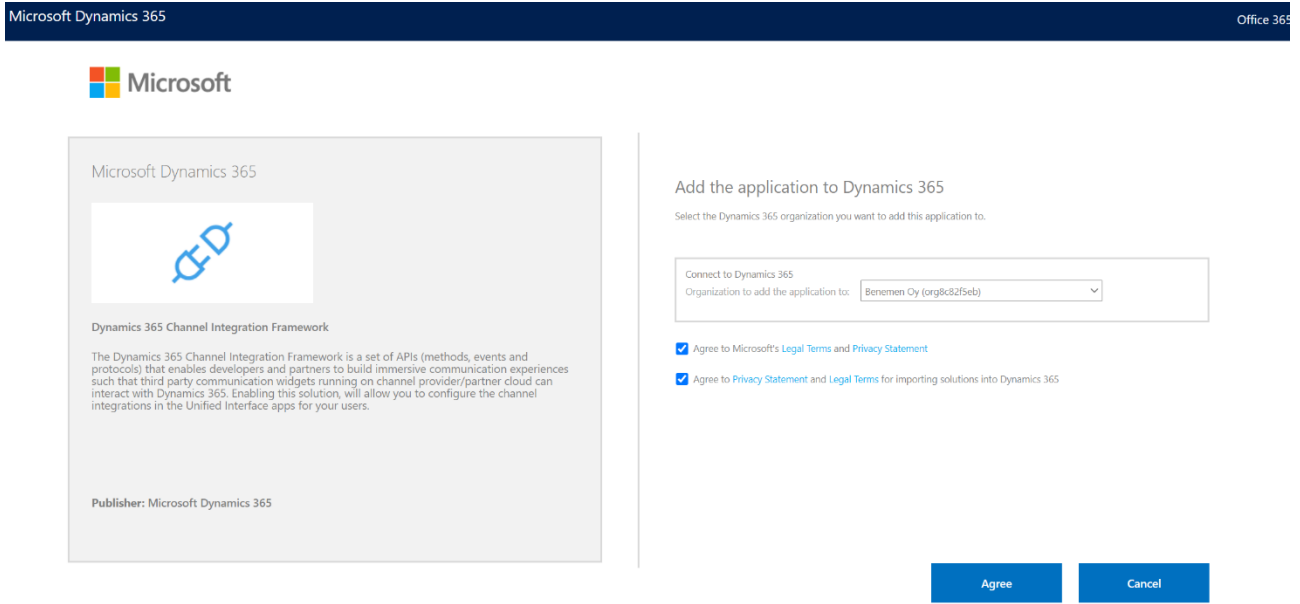 Microsoft Dynamics 365
Office 365
Microsoft
Microsoft Dynamics 365
Dynamics 365 Channel Integration Framework
The Dynamics 365 Channel Integration Framework is a set of APIs (methods, events and
protocols) that enables developers and partners to build immersive communication experiences
such that third party communication widgets running on channel provider/partner cloud can
interact with Dynamics 365. Enabling this solution, will allow you to configure the channel
integrations in the Unified Interface apps for your users.
Publisher: Microsoft Dynamics 365
Add the application to Dynamics 365
Select the Dynamics 365 organization you want to add this application to.
Connect to Dynamics 365
Organization to add the application to: Benemen Oy (org8c82f5eb)
Agree to Microsoft's Legal Terms and Privacy Statement
Agree to Privacy Statement and Legal Terms for importing solutions into Dynamics 365
Agree Cancel